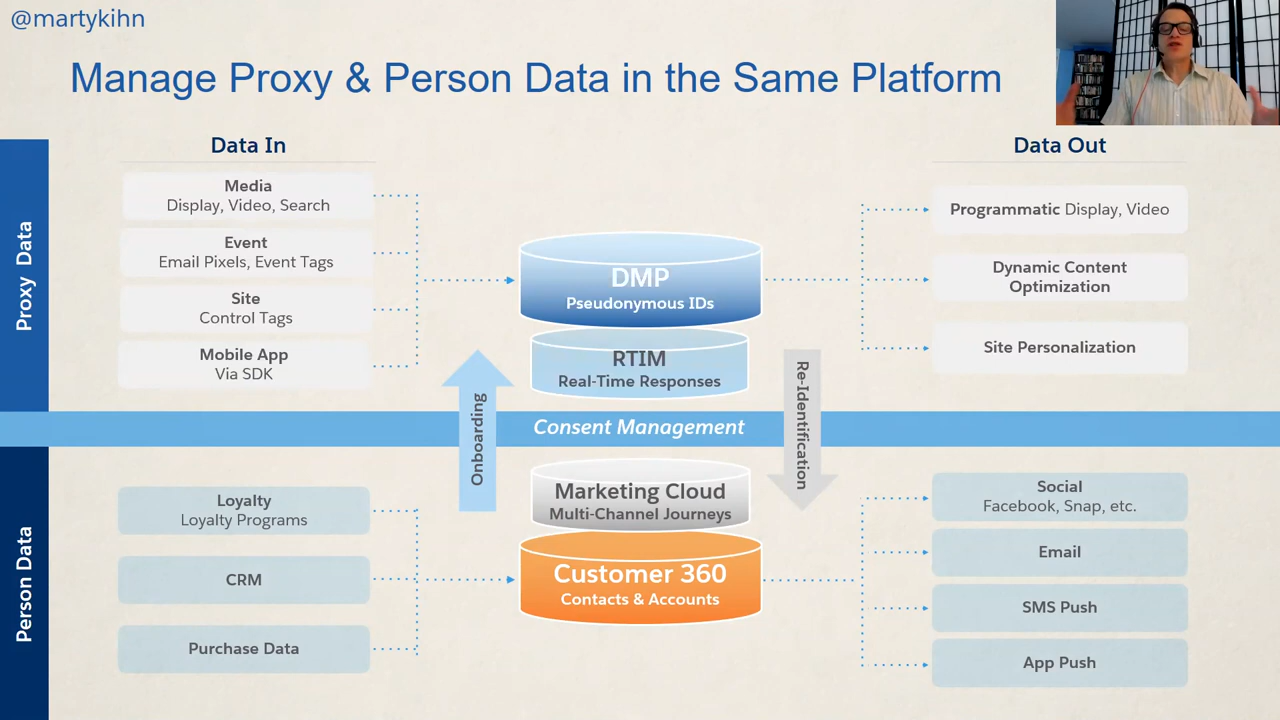 @martykihn
Manage Proxy & Person Data in the Same Platform
Data In
Data Out
Proxy Data
Media
Display, Video, Search
Event
Email Pixels, Event Tags
Site
Control Tags
Mobile App
Via SDK
DMP
Pseudonymous IDs
RTIM
Real-Time Responses
Programmatic Display, Video
Dynamic Content
Optimization
Site Personalization
Onboarding
Consent Management
Re-Identification
Person Data
Loyalty
Loyalty Programs
CRM
Purchase Data
Marketing Cloud
Multi-Channel Journeys
Customer 360
Contacts & Accounts
Social
Facebook, Snap, etc.
Email
SMS Push
App Push